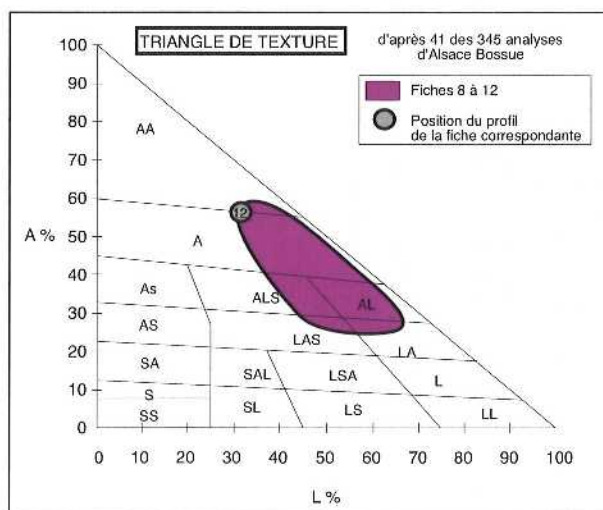 TRIANGLE DE TEXTURE
d'après 41 des 345 analyses
d'Alsace Bossue
Fiches 8 à 12
Position du profil
de la fiche correspondante
100
90
80
70
60
50
40
30
20
10
0
A %
AA
12
A
As
ALS
AL
AS
LAS
LA
SA
SAL
LSA
L
S
SS
SL
LS
LL
0 10 20 30 40 50 60 70 80 90 100
L %